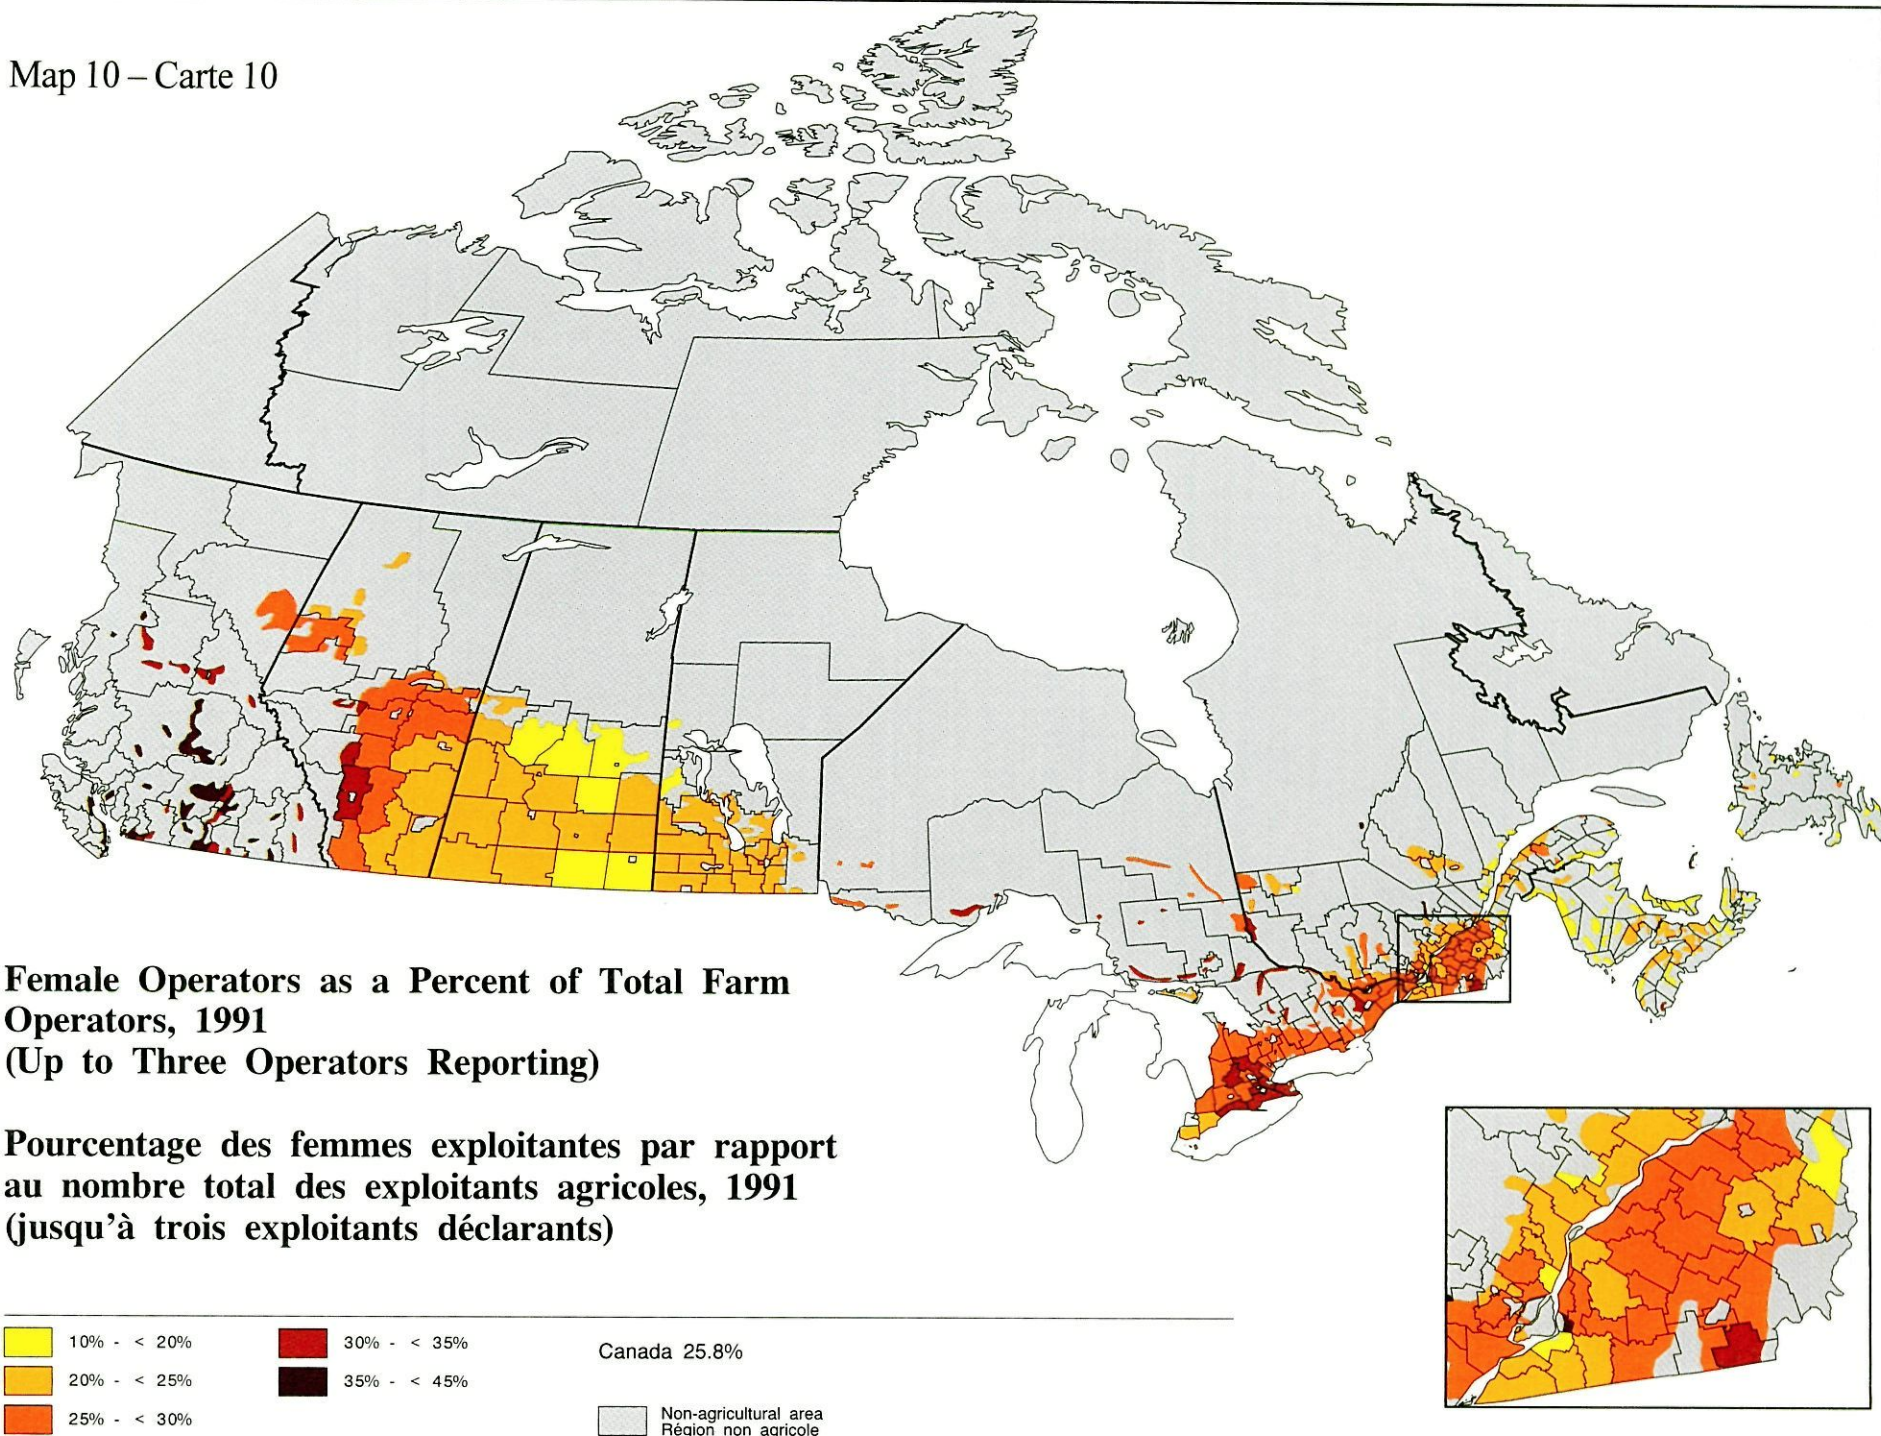 Map 10 – Carte 10
Female Operators as a Percent of Total Farm
Operators, 1991
(Up to Three Operators Reporting)
Pourcentage des femmes exploitantes par rapport
au nombre total des exploitants agricoles, 1991
(jusqu'à trois exploitants déclarants)
10% - < 20%
20% - < 25%
25% - < 30%
30% - < 35%
35% - < 45%
Canada 25.8%
Non-agricultural area
Région non agricole